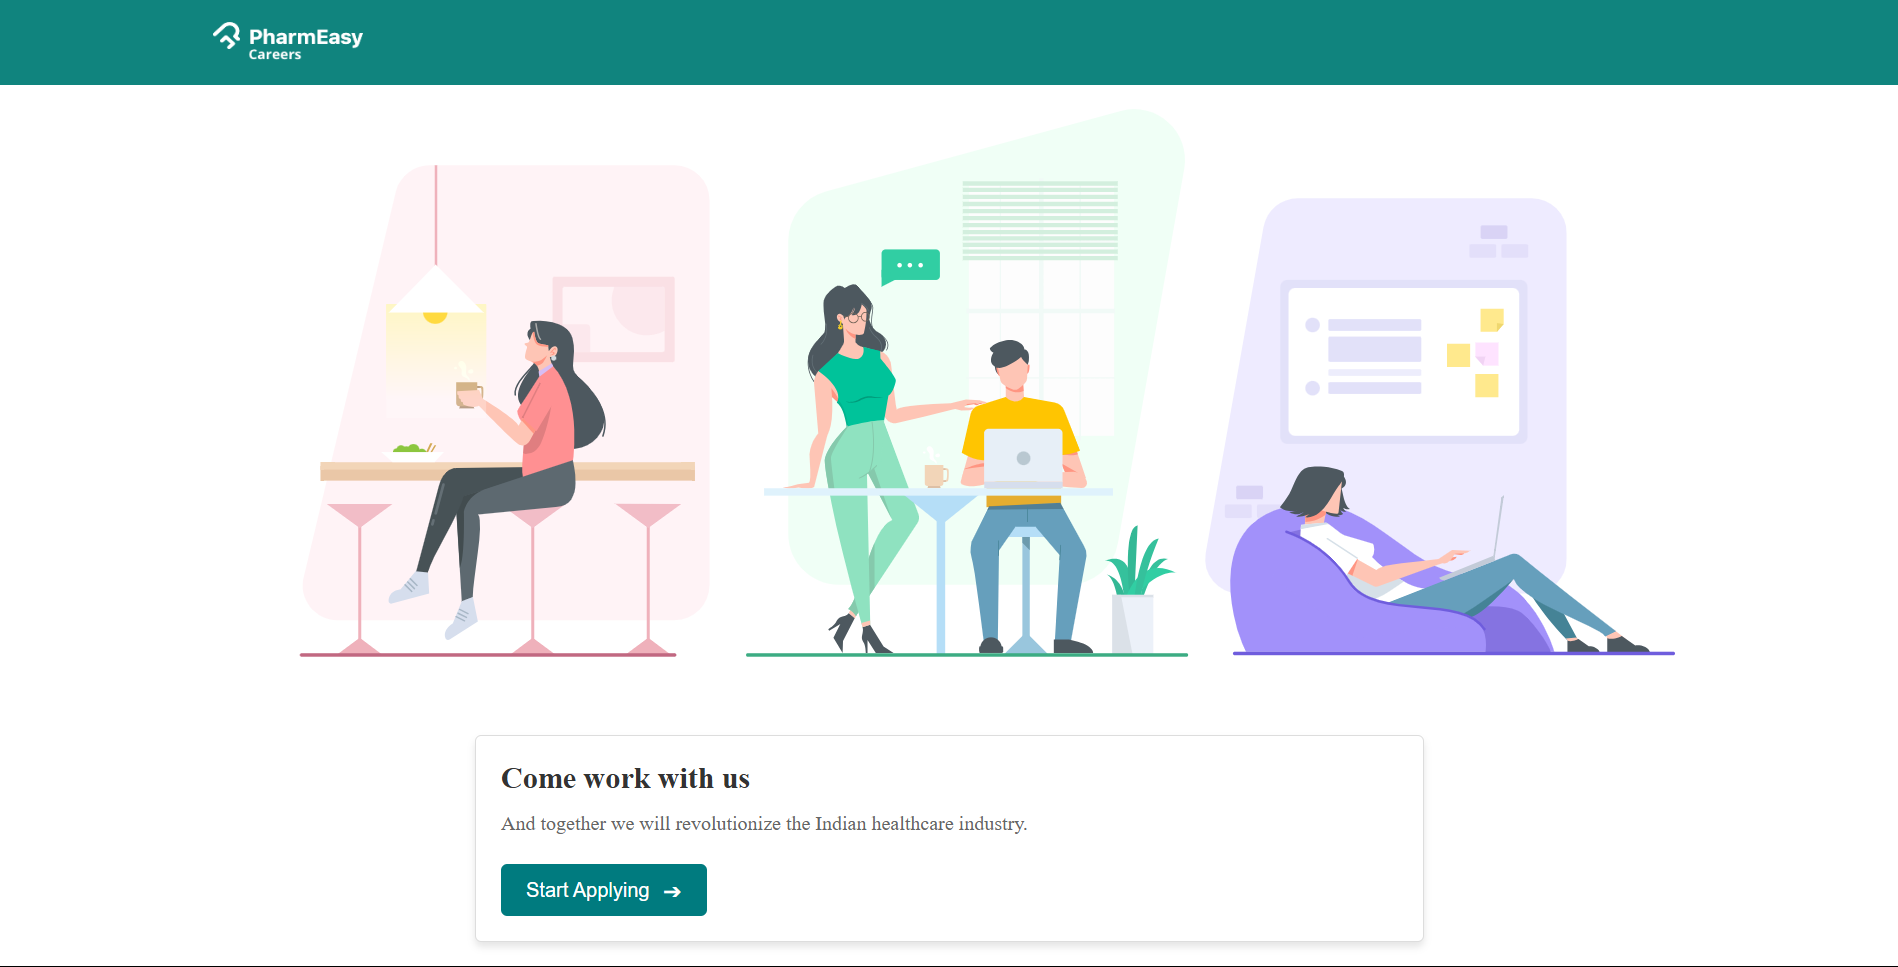 PharmEasy
Careers
Come work with us
And together we will revolutionize the Indian healthcare industry.
Start Applying ➔